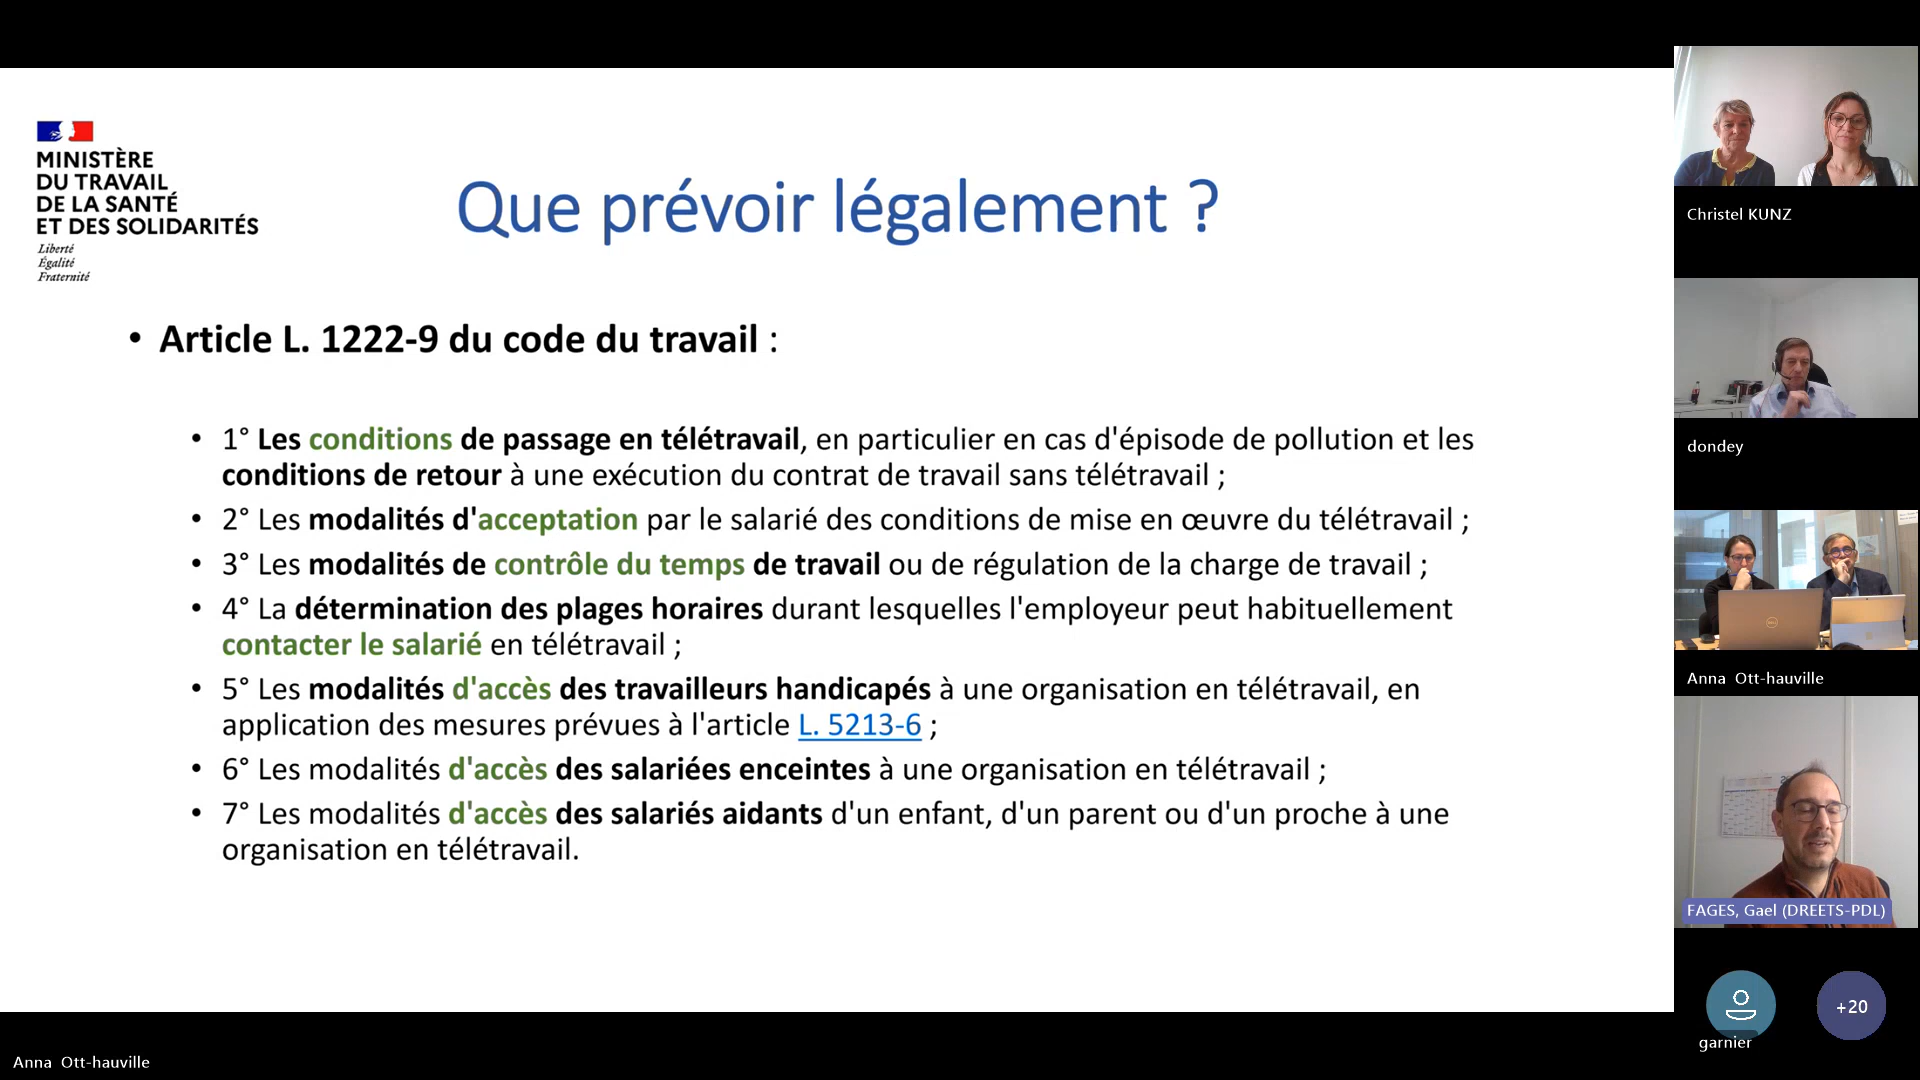 MINISTÈRE
DU TRAVAIL
DE LA SANTÉ
ET DES SOLIDARITÉS
Liberté
Égalité
Fraternité
Que prévoir légalement ?
• Article L. 1222-9 du code du travail :
• 1° Les conditions de passage en télétravail, en particulier en cas d'épisode de pollution et les
conditions de retour à une exécution du contrat de travail sans télétravail ;
• 2° Les modalités d'acceptation par le salarié des conditions de mise en œuvre du télétravail ;
• 3° Les modalités de contrôle du temps de travail ou de régulation de la charge de travail ;
• 4° La détermination des plages horaires durant lesquelles l'employeur peut habituellement
contacter le salarié en télétravail ;
• 5° Les modalités d'accès des travailleurs handicapés à une organisation en télétravail, en
application des mesures prévues à l'article L. 5213-6 ;
• 6° Les modalités d'accès des salariées enceintes à une organisation en télétravail ;
• 7° Les modalités d'accès des salariés aidants d'un enfant, d'un parent ou d'un proche à une
organisation en télétravail.
Christel KUNZ
dondey
Anna Ott-hauville
FAGES, Gael (DREETS-PDL)
+20
garnier
Anna Ott-hauville